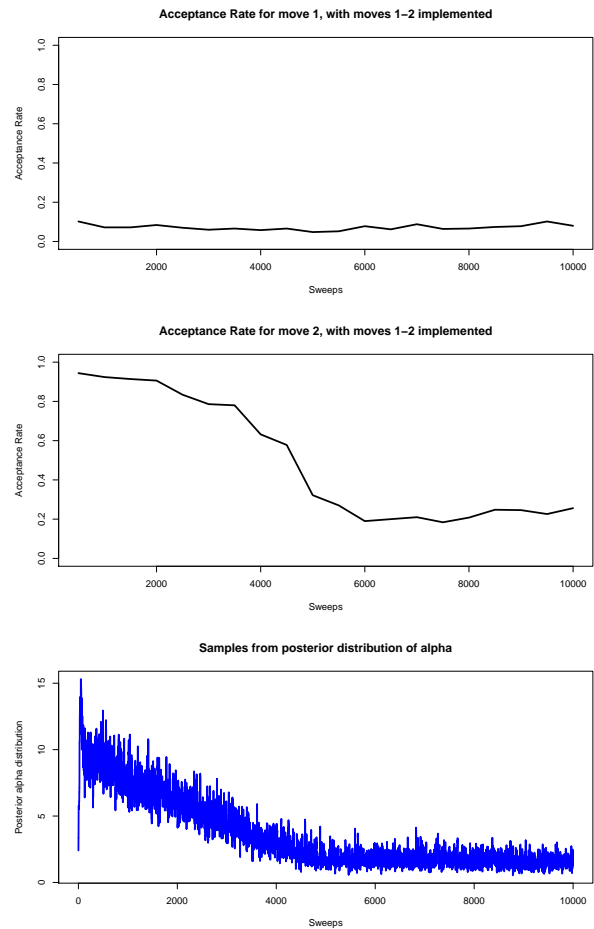 Acceptance Rate for move 1, with moves 1−2 implemented
1.0
0.8
0.6
0.4
0.2
0.0
Acceptance Rate
2000 4000 6000 8000 10000
Sweeps
Acceptance Rate for move 2, with moves 1−2 implemented
1.0
0.8
0.6
0.4
0.2
0.0
Acceptance Rate
2000 4000 6000 8000 10000
Sweeps
Samples from posterior distribution of alpha
15
10
5
0
Posterior alpha distribution
0 2000 4000 6000 8000 10000
Sweeps